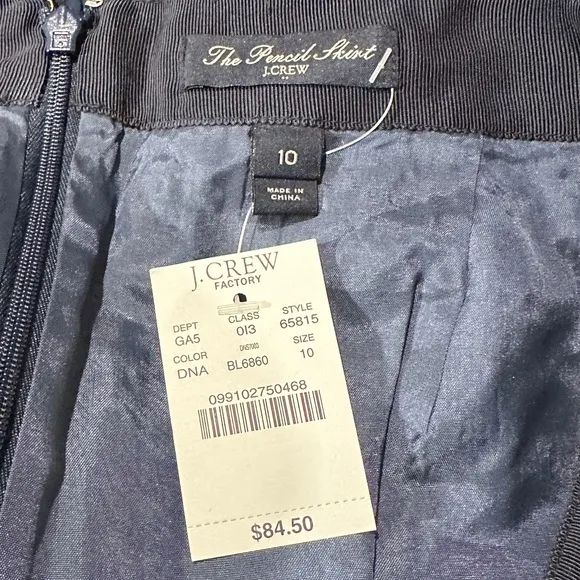 The Pencil Skirt
J.CREW
10
MADE IN
CHINA
J.CREW
FACTORY
DEPT CLASS STYLE
GA5 013 65815
COLOR SIZE
DNA BL6860 10
099102750468
$84.50